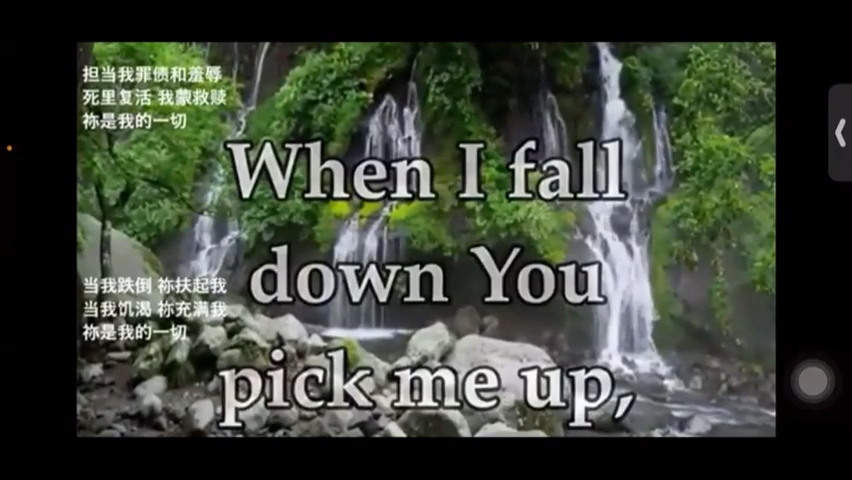 担当我罪债和羞辱
死里复活 我蒙救赎
祢是我的一切
When I fall
down You
pick me up,
当我跌倒 祢扶起我
当我饥渴 祢充满我
祢是我的一切